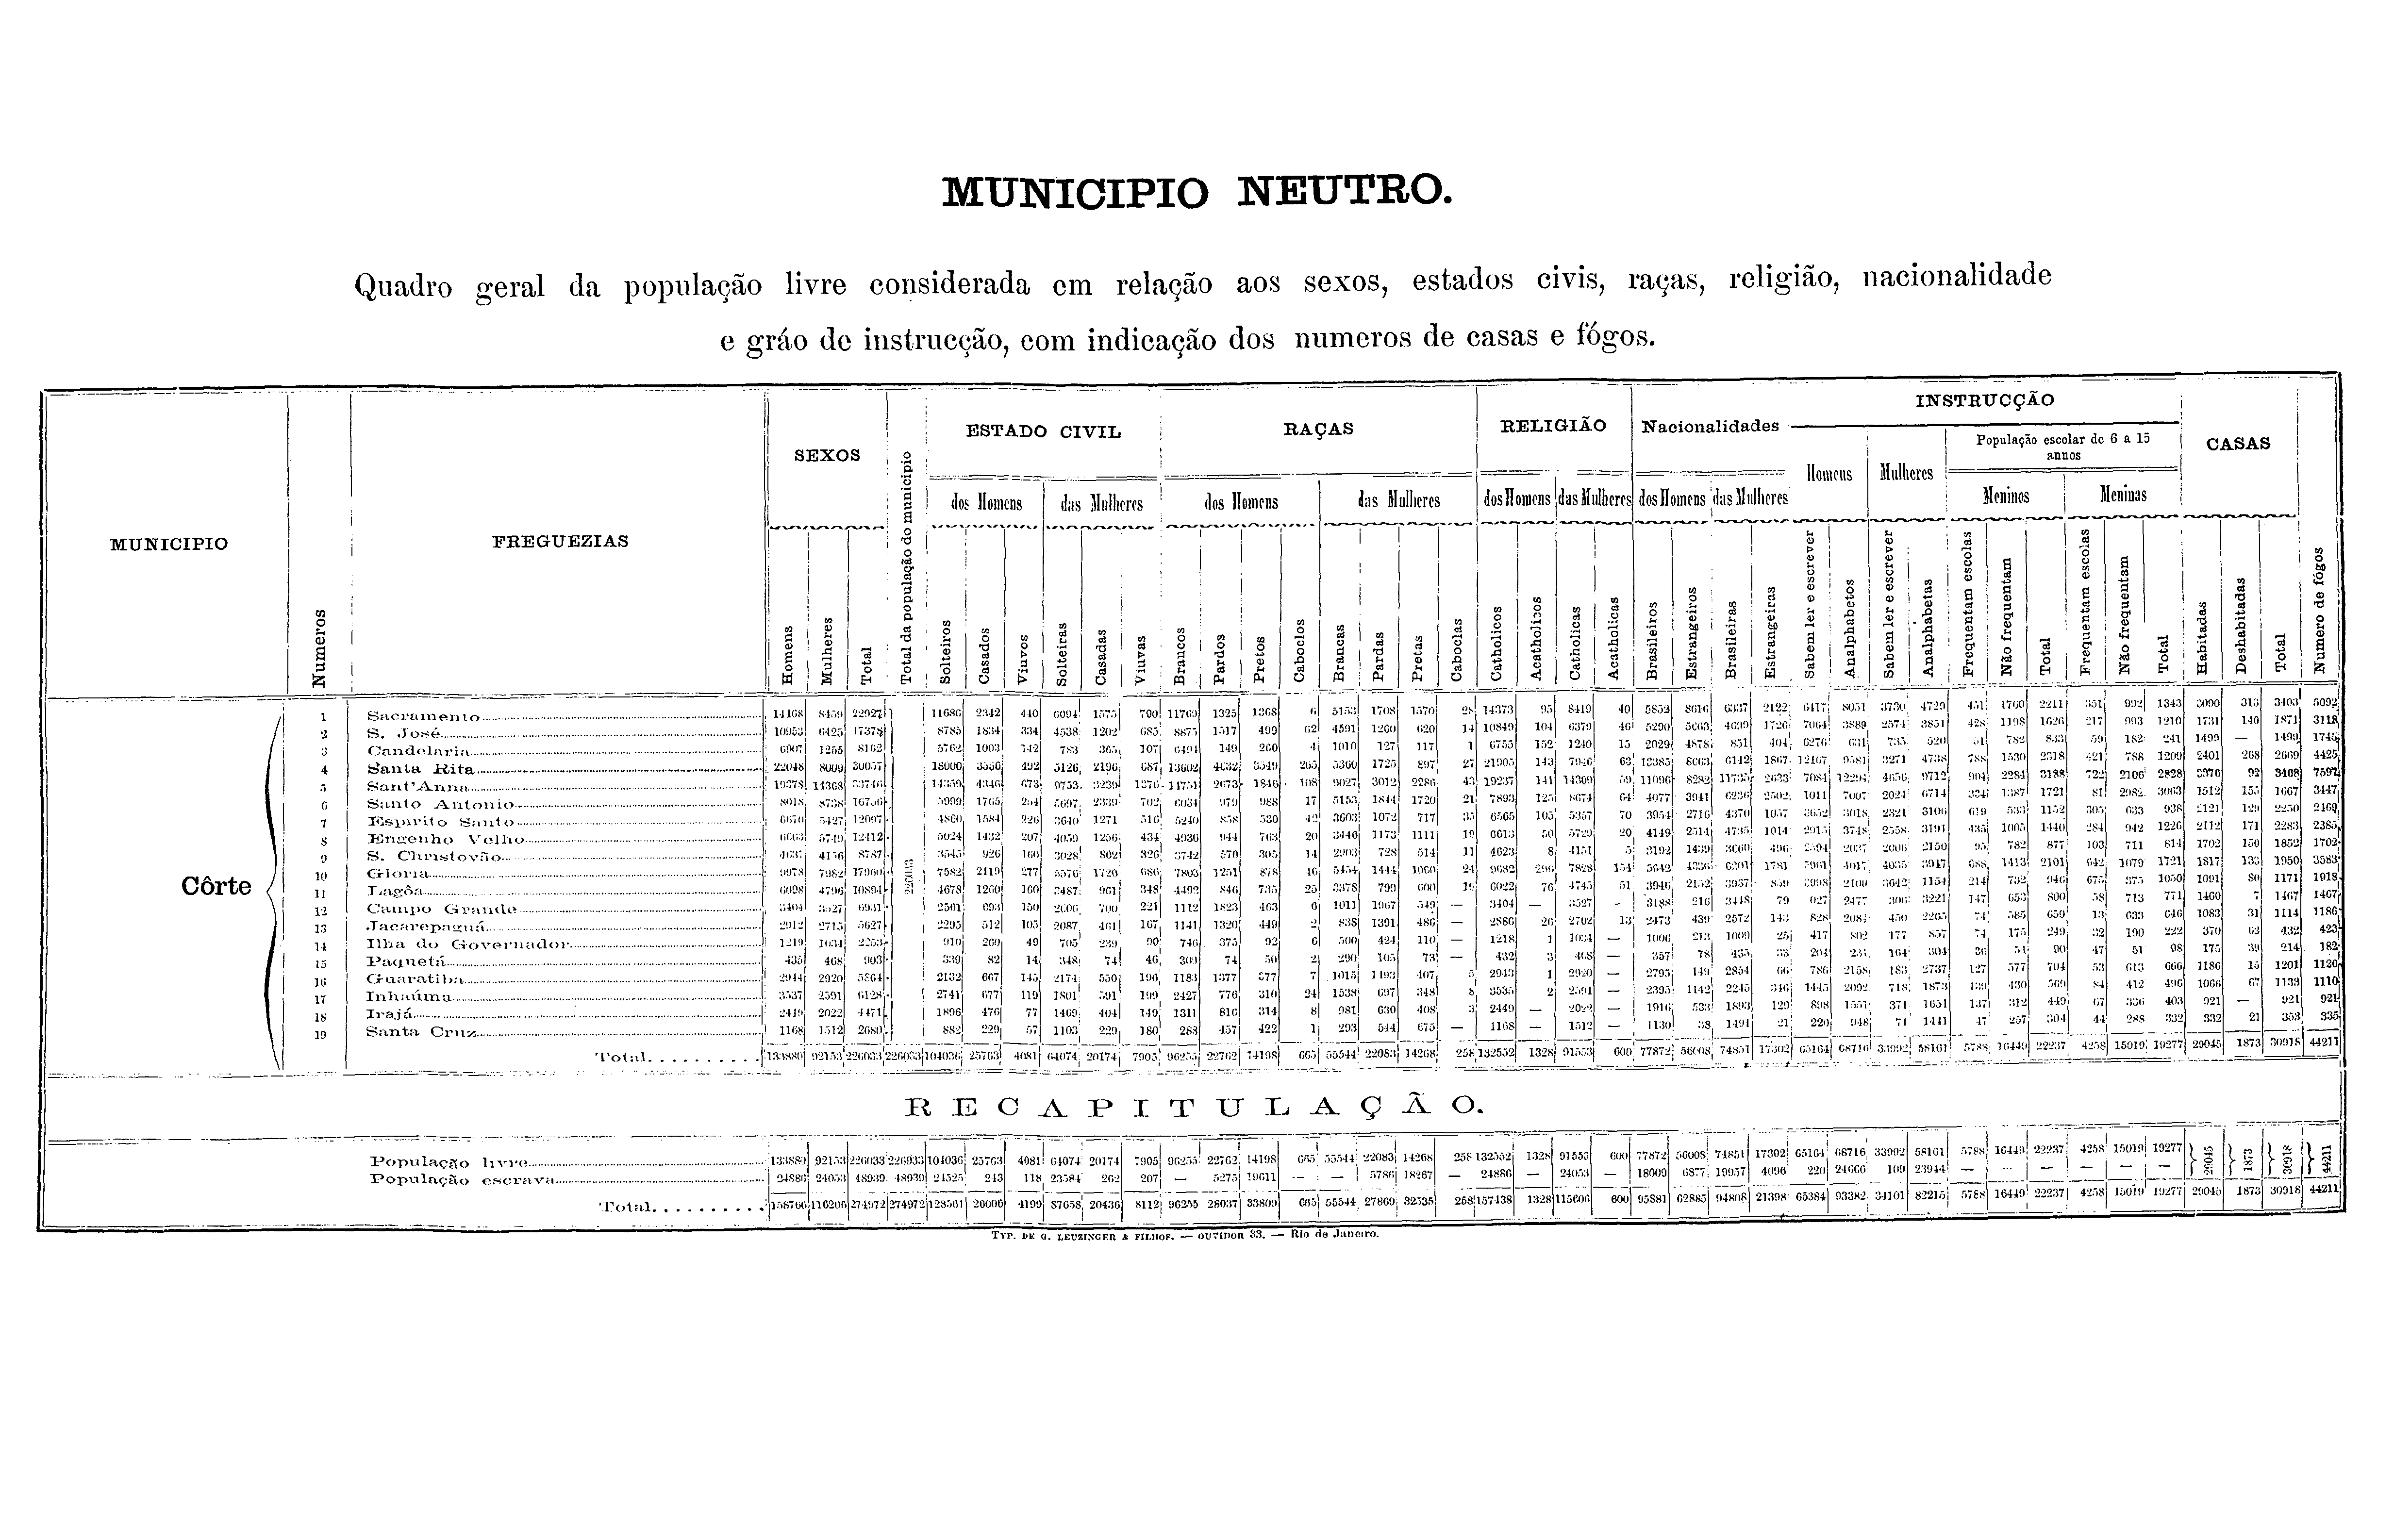 MUNICIPIO NEUTRO.
Quadro geral da população livre considerada em relação aos sexos, estados civis, raças, religião, nacionalidade
e gráo de instrucção, com indicação dos numeros de casas e fógos.
MUNICIPIO
Numeros
FREGUEZIAS
SEXOS
Homens
Mulheres
Total
Total da população do municipio
ESTADO CIVIL
dos Homens
Solteiros
Casados
Viuvos
das Mulheres
Solteiras
Casadas
Viuvas
RAÇAS
dos Homens
Brancos
Pardos
Pretos
Caboclos
das Mulheres
Brancas
Pardas
Pretas
Caboclas
RELIGIÃO
dos Homens
Catholicos
Acatholicos
das Mulheres
Catholicas
Acatholicas
Nacionalidades
dos Homens
Brasileiros
Estrangeiros
das Mulheres
Brasileiras
Estrangeiras
INSTRUCÇÃO
Homens
Sabem ler e escrever
Analphabetos
Mulheres
Sabem ler e escrever
Analphabetas
População escolar de 6 a 15
annos
Meninos
Frequentam escolas
Não frequentam
Total
Meninas
Frequentam escolas
Não frequentam
Total
CASAS
Habitadas
Deshabitadas
Total
Numero de fógos
Côrte
1 Sacramento 14468 8459 22927 11686 2342 440 6094 1575 790 11769 1325 1368 6 5153 1708 1570 28 14373 95 8419 40 5852 8616 6337 2122 6417 8051 3730 4729 451 1760 2211 351 992 1343 3090 313 3403 5092
2 S. José 10953 6425 17378 8785 1834 334 4538 1202 685 8875 1517 499 62 4591 1260 620 14 10849 104 6379 46 5290 5663 4699 1726 7064 3889 2574 3851 428 1198 1626 217 993 1210 1731 140 1871 3118
3 Candelaria 6907 1255 8162 5762 1003 142 783 365 107 6494 149 260 4 1010 127 117 1 6755 152 1240 15 2029 4878 851 404 6276 631 735 520 51 782 833 59 182 241 1499 — 1499
4 Santa Rita 22048 8009 30057 18000 3556 492 5126 2196 687 13602 4632 3549 265 5360 1725 897 27 21905 143 7946 63 13385 8663 6142 1867 12467 9581 3271 4738 788 1530 2318 421 788 1209 2401 268 2669 4425
5 Sant'Anna 19378 14368 33746 14359 4346 673 9753 3239 1376 11751 2673 1846 108 9027 3012 2286 43 19237 141 14309 59 11096 8282 11735 2633 7084 12294 4656 9712 904 2284 3188 722 2106 2828 92 3408 7597
6 Santo Antonio 8018 8738 16756 5999 1765 254 5697 2339 702 6034 979 988 17 5153 1844 1720 21 7893 125 8674 64 4077 3941 6236 2502 1011 7007 2024 6714 334 1387 1721 81 2982 3063 1512 155 1667 3447
7 Espirito Santo 6670 5427 12097 4860 1584 226 3640 1271 516 5240 858 530 42 3603 1072 717 35 6565 105 5357 70 3954 2716 4370 1057 3652 3018 2321 3106 619 533 1152 305 633 938 2121 129 2250 2469
8 Engenho Velho 6663 5749 12412 5024 1432 207 4059 1256 434 4936 944 763 20 3446 1173 1111 19 6613 50 5729 20 4149 2514 4735 1014 2915 3748 2558 3191 435 1005 1440 284 942 1226 2112 171 2283 2385
9 S. Christovão 4631 4156 8787 3545 926 160 3028 802 326 3742 570 305 14 2903 728 514 11 4623 8 4151 5 3192 1439 3660 496 2594 2037 2006 2150 95 782 877 103 711 814 1702 150 1852 1702
10 Gloria 9978 7982 17960 7582 2119 277 5576 1720 686 7803 1251 878 46 5454 1444 1060 24 9682 296 7828 154 5642 4336 6201 1781 5961 4017 4035 3947 688 1413 2101 642 1079 1721 1817 133 1950 3583
11 Lagôa 6098 4796 10894 4678 1260 160 3487 961 348 4492 846 735 25 3378 799 600 19 6022 76 4745 51 3946 2152 3937 859 3998 2100 3642 1154 214 732 946 675 375 1050 1091 80 1171 1918
12 Campo Grande 3404 3527 6931 2561 693 150 2606 700 221 1112 1823 463 6 1011 1967 549 — 3404 — 3527 - 3188 216 3448 79 927 2477 306 3221 147 653 800 58 713 771 1460 7 1467 1467
13 Jacarepaguá 2912 2715 5627 2295 512 105 2087 461 167 1141 1320 449 2 838 1391 486 — 2886 26 2702 13 2473 439 2572 143 828 2084 450 2265 74 585 659 13 633 646 1083 31 1114 1186
14 Ilha do Governador 1219 1034 2253 910 260 49 705 239 90 746 375 92 6 500 424 110 — 1218 1 1034 — 1006 213 1009 25 417 802 177 857 74 175 249 32 190 222 370 62 432 423
15 Paquetá 435 468 903 339 82 14 348 74 46 309 74 50 2 290 105 73 — 432 3 468 — 357 78 435 33 204 231 164 304 36 54 90 47 51 98 175 39 214 182
16 Guaratiba 2944 2920 5864 2132 667 145 2174 550 196 1183 1377 377 7 1015 1493 407 5 2943 1 2920 — 2795 149 2854 66 786 2158 183 2737 127 577 704 53 613 666 1186 15 1201 1120
17 Inhaúma 3537 2591 6128 2741 677 119 1801 591 199 2427 776 310 24 1538 697 348 8 3535 2 2591 — 2395 1142 2245 346 1445 2092 718 1873 139 430 569 84 412 496 1066 67 1133 1110
18 Irajá 2449 2022 4471 1896 476 77 1469 404 149 1311 816 314 8 981 630 408 3 2449 — 2022 — 1916 533 1893 129 898 1551 371 1651 137 312 449 67 336 403 921 — 921 921
19 Santa Cruz 1168 1512 2680 882 229 57 1103 229 180 288 457 422 1 293 544 675 — 1168 — 1512 — 1130 38 1491 21 220 948 71 1441 47 257 304 44 288 332 332 21 353 335
226033
Total 133880 92153 226033 226033 104036 25763 4081 64074 20174 7905 96255 22762 14198 665 55544 22083 14268 258 132552 1328 91553 600 77872 56008 74851 17302 65164 68716 33992 58161 5788 16449 22237 4258 15019 19277 29045 1873 30918 44211
RECAPITULAÇÃO.
População livre 133880 92153 226033 226933 104036 25763 4081 64074 20174 7905 96255 22762 14198 665 55544 22083 14268 258 132552 1328 91553 600 77872 56008 74851 17302 65164 68716 33992 58161 5788 16449 22237 4258 15019 19277 29045 1873 30918 44211
População escrava 24886 24053 48939 48939 24525 243 118 23584 262 207 — 5275 19611 — — 5786 18267 — 24886 — 24053 — 18009 6877 19957 4096 220 24666 109 23944 — — — — — —
Total 158766 116206 274972 274972 128561 26006 4199 87658 20436 8112 96255 28037 33809 665 55544 27869 32535 258 157438 1328 115606 600 95881 62885 94808 21398 65384 93382 34101 82215 5788 16449 22237 4258 15019 19277 29045 1873 30918 44211
TYP. DE G. LEUZINGER & FILHOS. — OUVIDOR 33. — Rio de Janeiro.